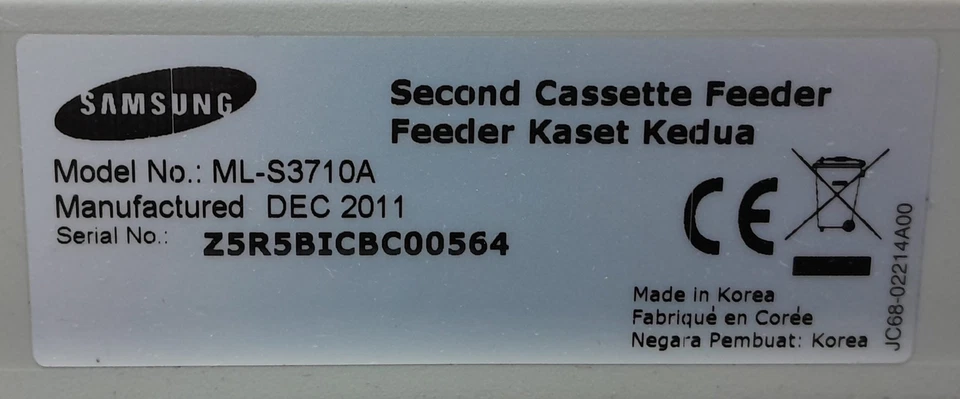 SAMSUNG
Second Cassette Feeder
Feeder Kaset Kedua
Model No.: ML-S3710A
Manufactured DEC 2011
Serial No.: Z5R5BICBC00564
CE
Made in Korea
Fabriqué en Corée
Negara Pembuat: Korea
JC68-02214A00